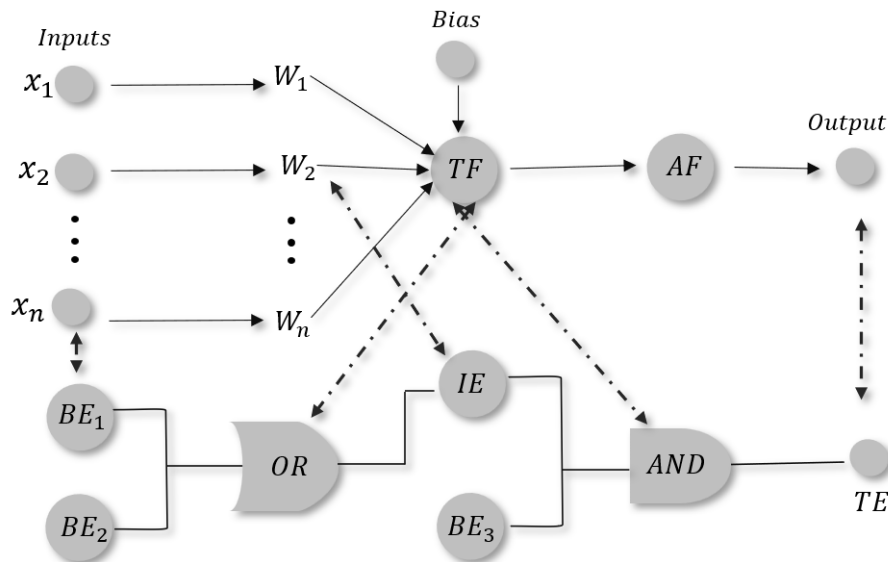 Inputs
Bias
x₁
W₁
Output
x₂
W₂
TF
AF
xₙ
Wₙ
IE
BE₁
OR
AND
BE₂
BE₃
TE